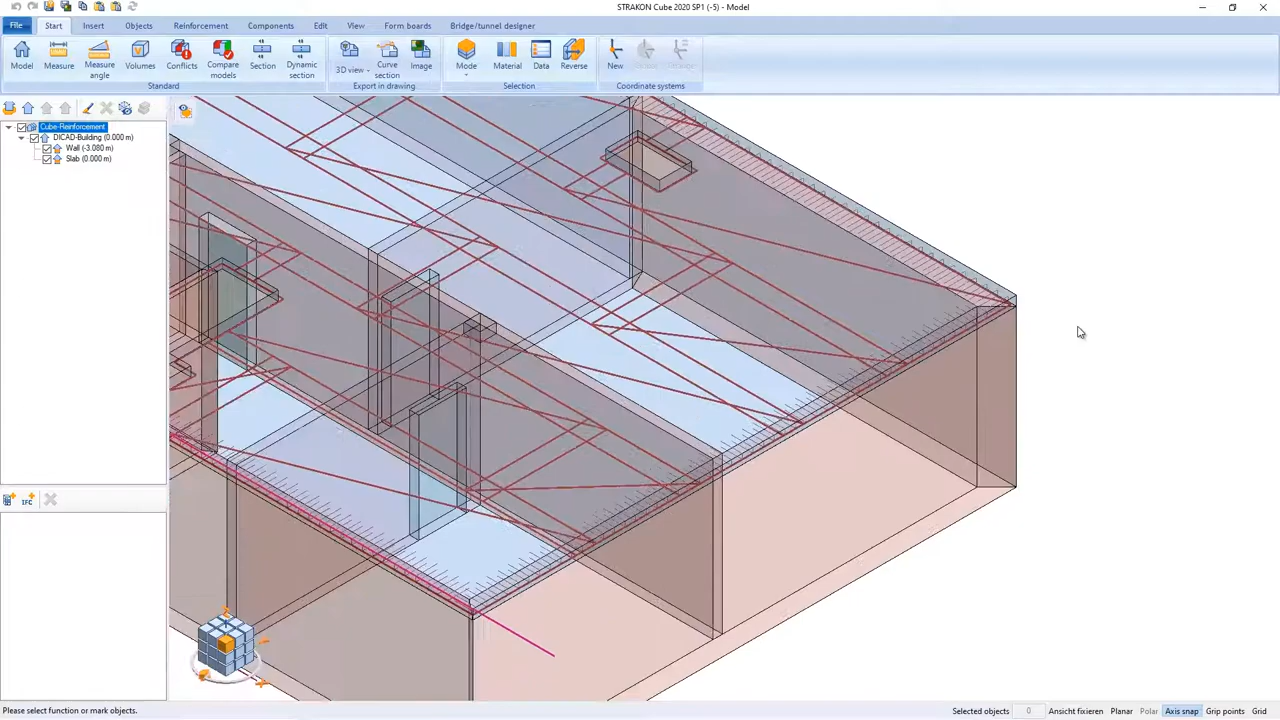 STRAKON Cube 2020 SP1 (-5) - Model
File Start Insert Objects Reinforcement Components Edit View Form boards Bridge/tunnel designer
Model Measure Measure angle Volumes Conflicts Compare models Section Dynamic section 3D view Curve section Image Mode Material Data Reverse New
Standard Export in drawing Selection Coordinate systems
Cube-Reinforcement
DICAD-Building (0.000 m)
Wall (-3.080 m)
Slab (0.000 m)
IFC
Please select function or mark objects. Selected objects 0 Ansicht fixieren Planar Polar Axis snap Grip points Grid